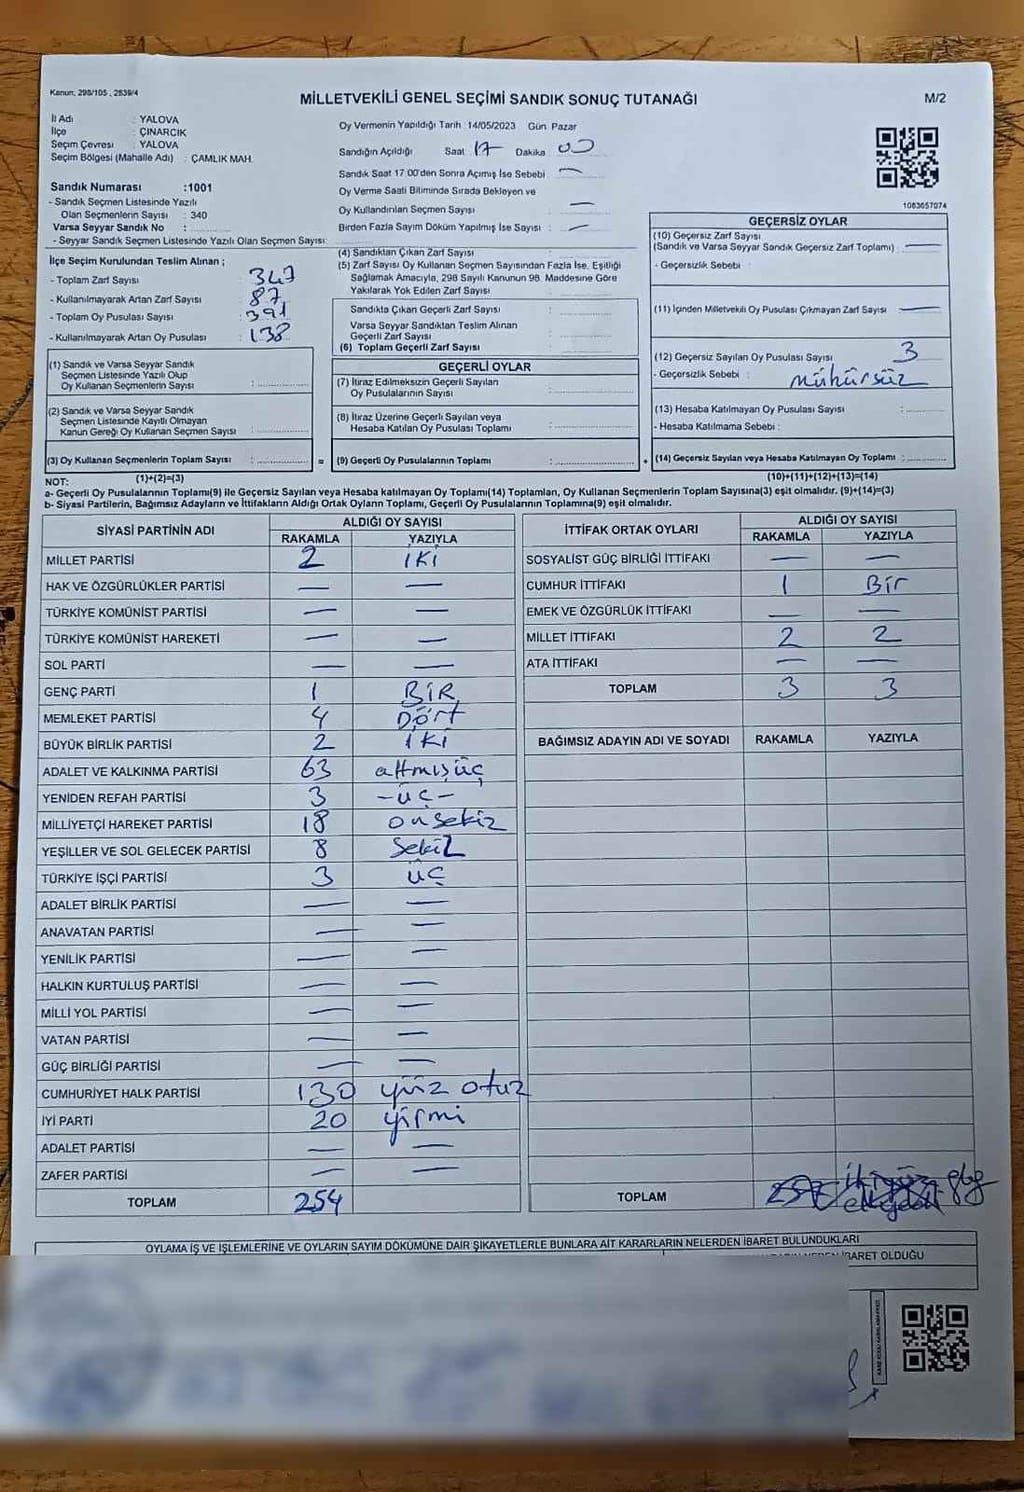 Kanun. 298/105 , 2839/4
MİLLETVEKİLİ GENEL SEÇİMİ SANDIK SONUÇ TUTANAĞI
M/2
İl Adı : YALOVA
İlçe : ÇINARCIK
Seçim Çevresi : YALOVA
Seçim Bölgesi (Mahalle Adı) : ÇAMLIK MAH.
Sandık Numarası :1001
- Sandık Seçmen Listesinde Yazılı
Olan Seçmenlerin Sayısı : 340
Varsa Seyyar Sandık No :
- Seyyar Sandık Seçmen Listesinde Yazılı Olan Seçmen Sayısı:
İlçe Seçim Kurulundan Teslim Alınan ;
- Toplam Zarf Sayısı : 347
- Kullanılmayarak Artan Zarf Sayısı : 87
- Toplam Oy Pusulası Sayısı : 391
- Kullanılmayarak Artan Oy Pusulası : 138
Oy Vermenin Yapıldığı Tarih :14/05/2023 Gün: Pazar
Sandığın Açıldığı Saat 17 Dakika 00
Sandık Saat 17:00'den Sonra Açımış İse Sebebi : —
Oy Verme Saati Bitiminde Sırada Bekleyen ve
Oy Kullandırılan Seçmen Sayısı : —
Birden Fazla Sayım Döküm Yapılmış İse Sayısı : —
(4) Sandıktan Çıkan Zarf Sayısı :
(5) Zarf Sayısı Oy Kullanan Seçmen Sayısından Fazla İse, Eşitliği
Sağlamak Amacıyla, 298 Sayılı Kanunun 98. Maddesine Göre
Yakılarak Yok Edilen Zarf Sayısı :
Sandıkta Çıkan Geçerli Zarf Sayısı :
Varsa Seyyar Sandıktan Teslim Alınan
Geçerli Zarf Sayısı :
(6) Toplam Geçerli Zarf Sayısı :
1083657074
GEÇERSİZ OYLAR
(10) Geçersiz Zarf Sayısı
(Sandık ve Varsa Seyyar Sandık Geçersiz Zarf Toplamı) : —
- Geçersizlik Sebebi :
(11) İçinden Milletvekili Oy Pusulası Çıkmayan Zarf Sayısı : —
(12) Geçersiz Sayılan Oy Pusulası Sayısı : 3
- Geçersizlik Sebebi : mühürsüz
(13) Hesaba Katılmayan Oy Pusulası Sayısı :
- Hesaba Katılmama Sebebi :
(14) Geçersiz Sayılan veya Hesaba Katılmayan Oy Toplamı :
(1) Sandık ve Varsa Seyyar Sandık
Seçmen Listesinde Yazılı Olup
Oy Kullanan Seçmenlerin Sayısı :
(2) Sandık ve Varsa Seyyar Sandık
Seçmen Listesinde Kayıtlı Olmayan
Kanun Gereği Oy Kullanan Seçmen Sayısı :
(3) Oy Kullanan Seçmenlerin Toplam Sayısı : =
GEÇERLİ OYLAR
(7) İtiraz Edilmeksizin Geçerli Sayılan
Oy Pusulalarının Sayısı :
(8) İtiraz Üzerine Geçerli Sayılan veya
Hesaba Katılan Oy Pusulası Toplamı :
(9) Geçerli Oy Pusulalarının Toplamı : +
NOT: (1)+(2)=(3) (10)+(11)+(12)+(13)=(14)
a- Geçerli Oy Pusulalarının Toplamı(9) ile Geçersiz Sayılan veya Hesaba katılmayan Oy Toplamı(14) Toplamları, Oy Kullanan Seçmenlerin Toplam Sayısına(3) eşit olmalıdır. (9)+(14)=(3)
b- Siyasi Partilerin, Bağımsız Adayların ve İttifakların Aldığı Ortak Oyların Toplamı, Geçerli Oy Pusulalarının Toplamına(9) eşit olmalıdır.
SİYASİ PARTİNİN ADI ALDIĞI OY SAYISI
RAKAMLA YAZIYLA
MİLLET PARTİSİ 2 İKİ
HAK VE ÖZGÜRLÜKLER PARTİSİ — —
TÜRKİYE KOMÜNİST PARTİSİ — —
TÜRKİYE KOMÜNİST HAREKETİ — —
SOL PARTİ — —
GENÇ PARTİ 1 BİR
MEMLEKET PARTİSİ 4 Dört
BÜYÜK BİRLİK PARTİSİ 2 İKİ
ADALET VE KALKINMA PARTİSİ 63 altmışüç
YENİDEN REFAH PARTİSİ 3 -üç-
MİLLİYETÇİ HAREKET PARTİSİ 18 onsekiz
YEŞİLLER VE SOL GELECEK PARTİSİ 8 Sekiz
TÜRKİYE İŞÇİ PARTİSİ 3 üç
ADALET BİRLİK PARTİSİ — —
ANAVATAN PARTİSİ — —
YENİLİK PARTİSİ — —
HALKIN KURTULUŞ PARTİSİ — —
MİLLİ YOL PARTİSİ — —
VATAN PARTİSİ — —
GÜÇ BİRLİĞİ PARTİSİ — —
CUMHURİYET HALK PARTİSİ 130 yüz otuz
İYİ PARTİ 20 yirmi
ADALET PARTİSİ — —
ZAFER PARTİSİ — —
TOPLAM 254
İTTİFAK ORTAK OYLARI ALDIĞI OY SAYISI
RAKAMLA YAZIYLA
SOSYALİST GÜÇ BİRLİĞİ İTTİFAKI — —
CUMHUR İTTİFAKI 1 Bir
EMEK VE ÖZGÜRLÜK İTTİFAKI — —
MİLLET İTTİFAKI 2 2
ATA İTTİFAKI — —
TOPLAM 3 3
BAĞIMSIZ ADAYIN ADI VE SOYADI RAKAMLA YAZIYLA
TOPLAM
OYLAMA İŞ VE İŞLEMLERİNE VE OYLARIN SAYIM DÖKÜMÜNE DAİR ŞİKAYETLERLE BUNLARA AİT KARARLARIN NELERDEN İBARET BULUNDUKLARI
İBARET OLDUĞU